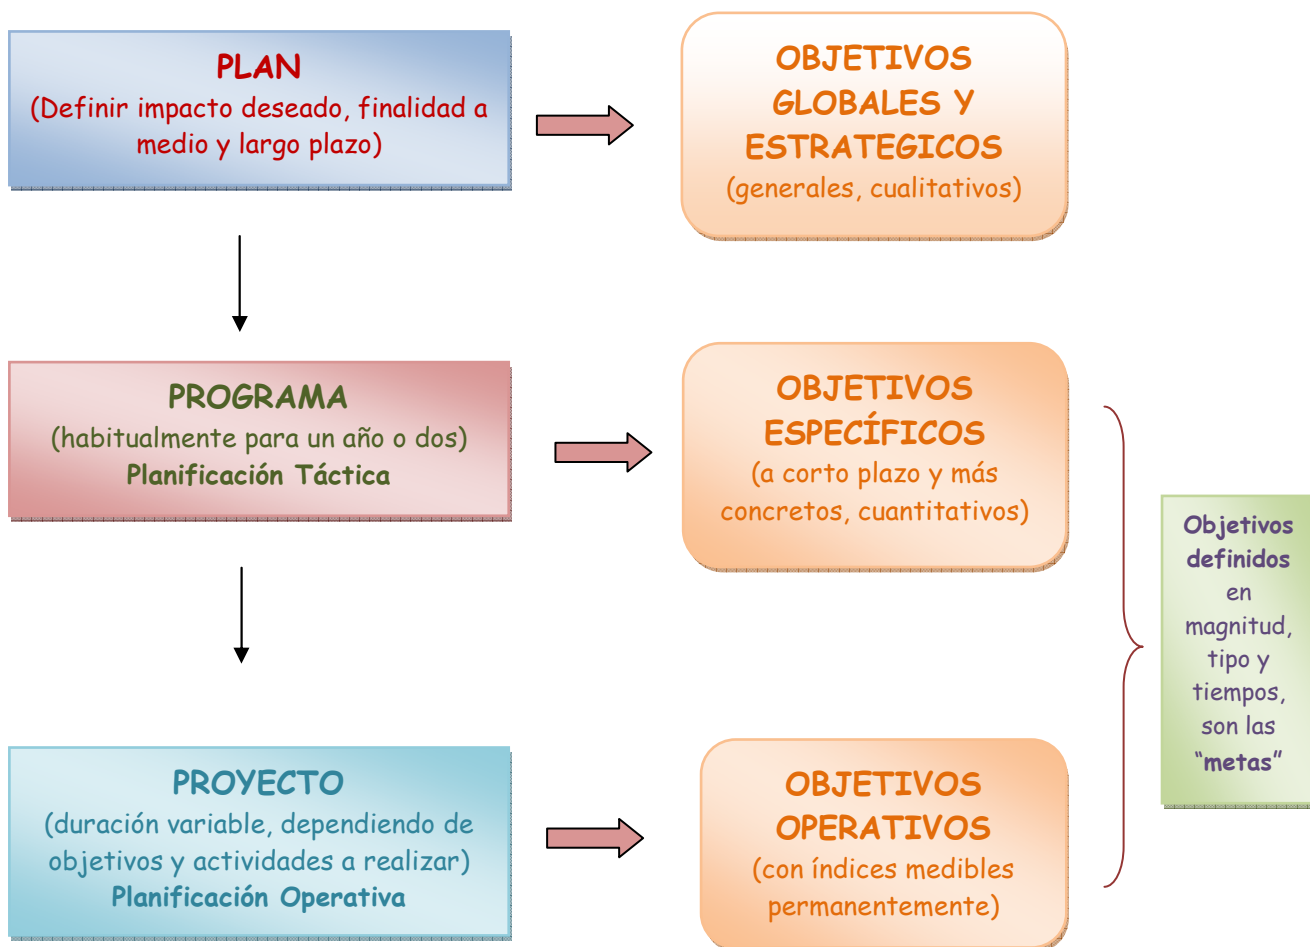 PLAN
(Definir impacto deseado, finalidad a
medio y largo plazo)
OBJETIVOS
GLOBALES Y
ESTRATEGICOS
(generales, cualitativos)
PROGRAMA
(habitualmente para un año o dos)
Planificación Táctica
OBJETIVOS
ESPECÍFICOS
(a corto plazo y más
concretos, cuantitativos)
Objetivos
definidos
en
magnitud,
tipo y
tiempos,
son las
“metas”
PROYECTO
(duración variable, dependiendo de
objetivos y actividades a realizar)
Planificación Operativa
OBJETIVOS
OPERATIVOS
(con índices medibles
permanentemente)